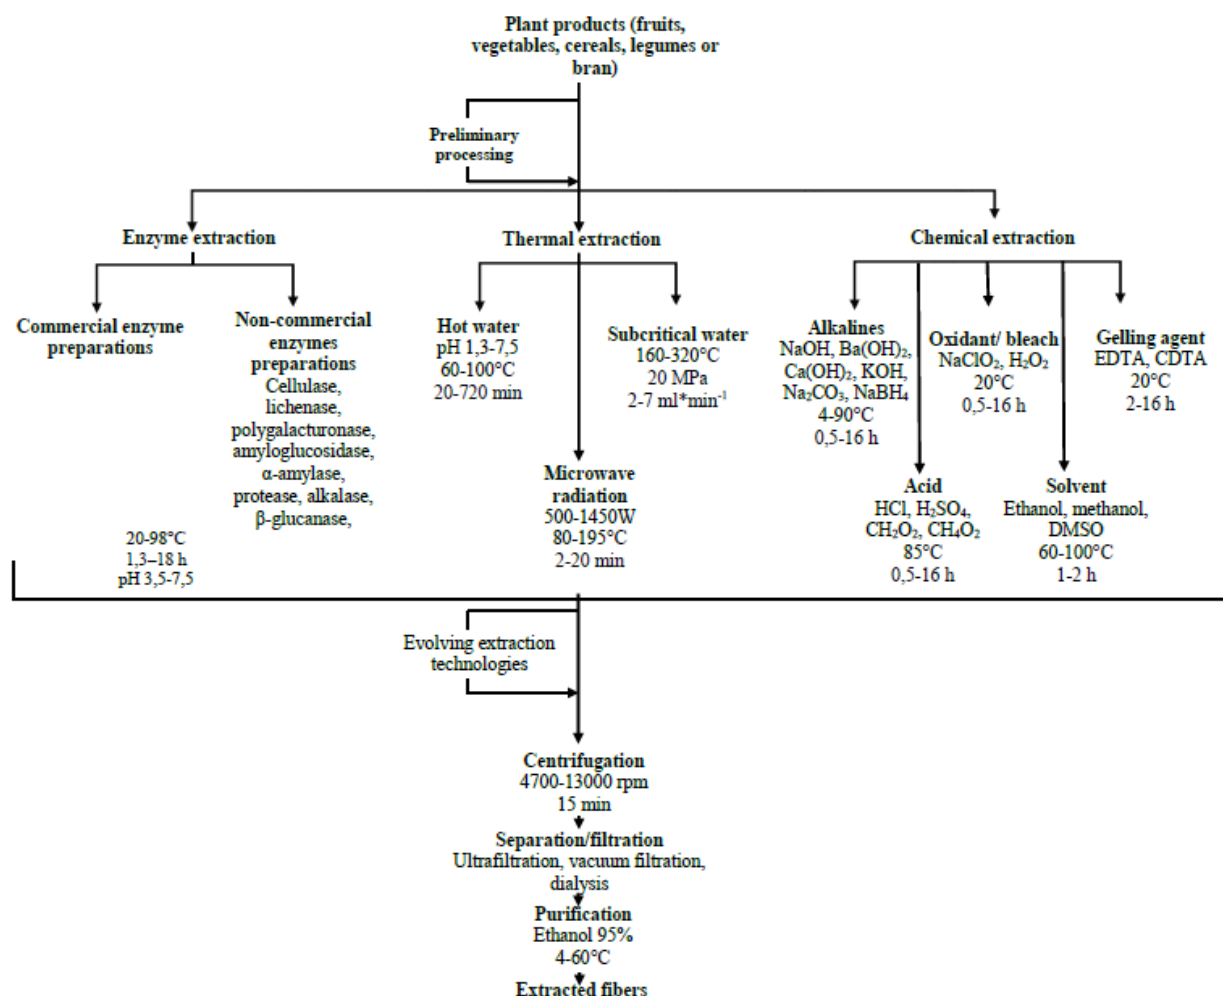 Plant products (fruits,
vegetables, cereals, legumes or
bran)
Preliminary
processing
Enzyme extraction
Thermal extraction
Chemical extraction
Commercial enzyme
preparations
Non-commercial
enzymes
preparations
Cellulase,
lichenase,
polygalacturonase,
amyloglucosidase,
α-amylase,
protease, alkalase,
β-glucanase,
20-98°C
1,3–18 h
pH 3,5-7,5
Hot water
pH 1,3-7,5
60-100°C
20-720 min
Subcritical water
160-320°C
20 MPa
2-7 ml*min⁻¹
Microwave
radiation
500-1450W
80-195°C
2-20 min
Alkalines
NaOH, Ba(OH)₂,
Ca(OH)₂, KOH,
Na₂CO₃, NaBH₄
4-90°C
0,5-16 h
Oxidant/ bleach
NaClO₂, H₂O₂
20°C
0,5-16 h
Gelling agent
EDTA, CDTA
20°C
2-16 h
Acid
HCl, H₂SO₄,
CH₂O₂, CH₄O₂
85°C
0,5-16 h
Solvent
Ethanol, methanol,
DMSO
60-100°C
1-2 h
Evolving extraction
technologies
Centrifugation
4700-13000 rpm
15 min
Separation/filtration
Ultrafiltration, vacuum filtration,
dialysis
Purification
Ethanol 95%
4-60°C
Extracted fibers